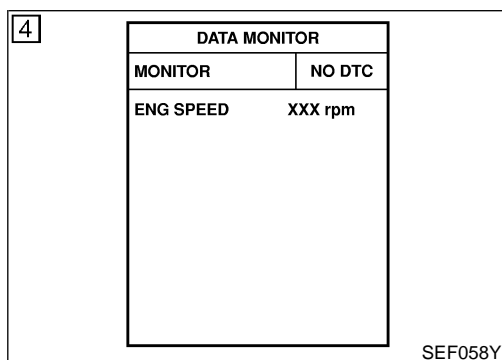 4
DATA MONITOR
MONITOR NO DTC
ENG SPEED XXX rpm
SEF058Y